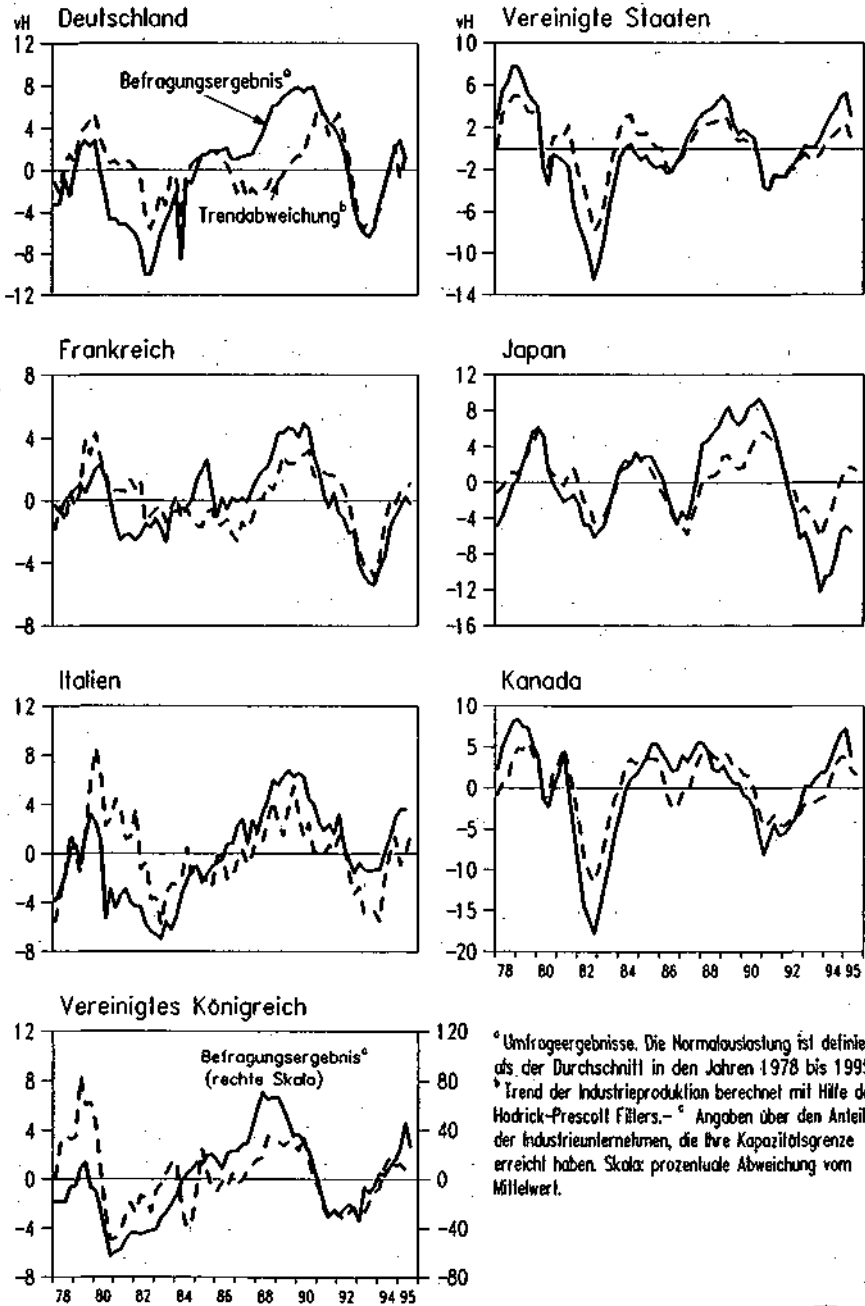 vH Deutschland
12
8
4
0
-4
-8
-12
Befragungsergebnis a
Trendabweichung b
vH Vereinigte Staaten
10
6
2
-2
-6
-10
-14
Frankreich
8
4
0
-4
-8
Japan
12
8
4
0
-4
-8
-12
-16
Italien
12
8
4
0
-4
-8
Kanada
10
5
0
-5
-10
-15
-20
78 80 82 84 86 88 90 92 94 95
Vereinigtes Königreich
12
8
4
0
-4
-8
Befragungsergebnis c
(rechte Skala)
120
80
40
0
-40
-80
78 80 82 84 86 88 90 92 94 95
a Umfrageergebnisse. Die Normalauslastung ist
als der Durchschnitt in den Jahren 1978 bis
b Trend der Industrieproduktion berechnet mit Hilfe
Hodrick-Prescott Filters.- c Angaben über den Anteil
der Industrieunternehmen, die ihre Kapazitätsgrenze
erreicht haben. Skala: prozentuale Abweichung vom
Mittelwert.